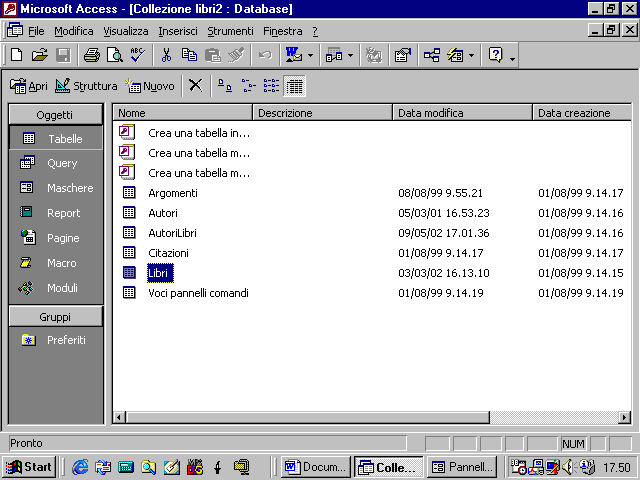 Microsoft Access - [Collezione libri2 : Database]
File Modifica Visualizza Inserisci Strumenti Finestra ?
Apri Struttura Nuovo
Oggetti
Tabelle
Query
Maschere
Report
Pagine
Macro
Moduli
Gruppi
Preferiti
Nome Descrizione Data modifica Data creazione
Crea una tabella in...
Crea una tabella m...
Crea una tabella m...
Argomenti 08/08/99 9.55.21 01/08/99 9.14.17
Autori 05/03/01 16.53.23 01/08/99 9.14.16
AutoriLibri 09/05/02 17.01.36 01/08/99 9.14.16
Citazioni 01/08/99 9.14.17 01/08/99 9.14.17
Libri 03/03/02 16.13.10 01/08/99 9.14.15
Voci pannelli comandi 01/08/99 9.14.19 01/08/99 9.14.19
Pronto NUM
Start Docum... Colle... Pannell... 17.50